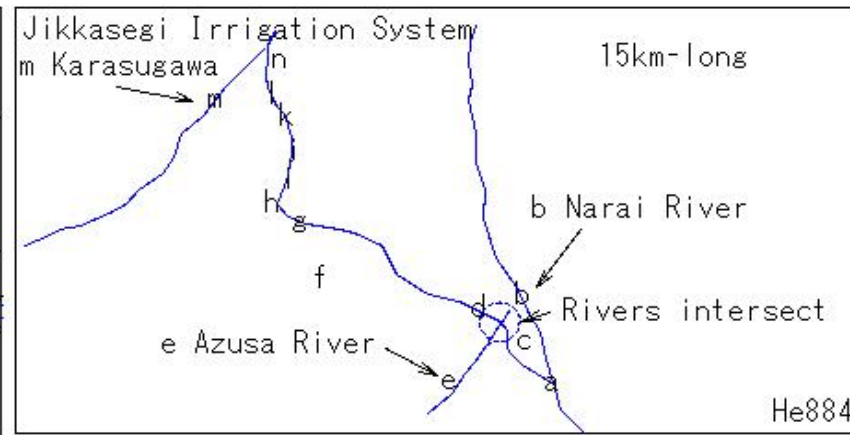 Jikkasegi Irrigation System
m Karasugawa
15km-long
n
m
l
k
j
i
h
g
b Narai River
f
b
d
Rivers intersect
c
e Azusa River
e
a
He884